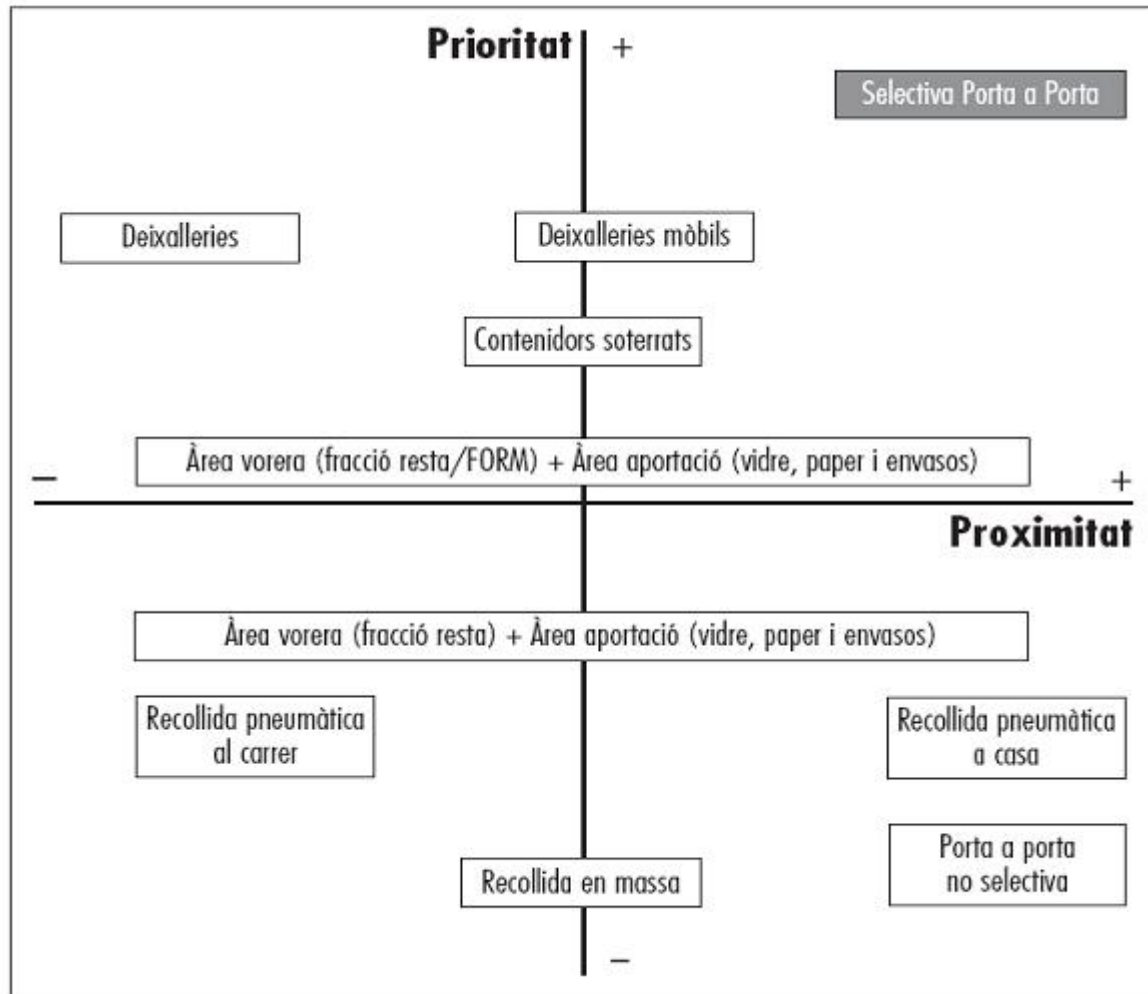 Prioritat +
Selectiva Porta a Porta
Deixalleries
Deixalleries mòbils
Contenidors soterrats
Àrea vorera (fracció resta/FORM) + Àrea aportació (vidre, paper i envasos)
– +
Proximitat
Àrea vorera (fracció resta) + Àrea aportació (vidre, paper i envasos)
Recollida pneumàtica
al carrer
Recollida pneumàtica
a casa
Porta a porta
no selectiva
Recollida en massa
–